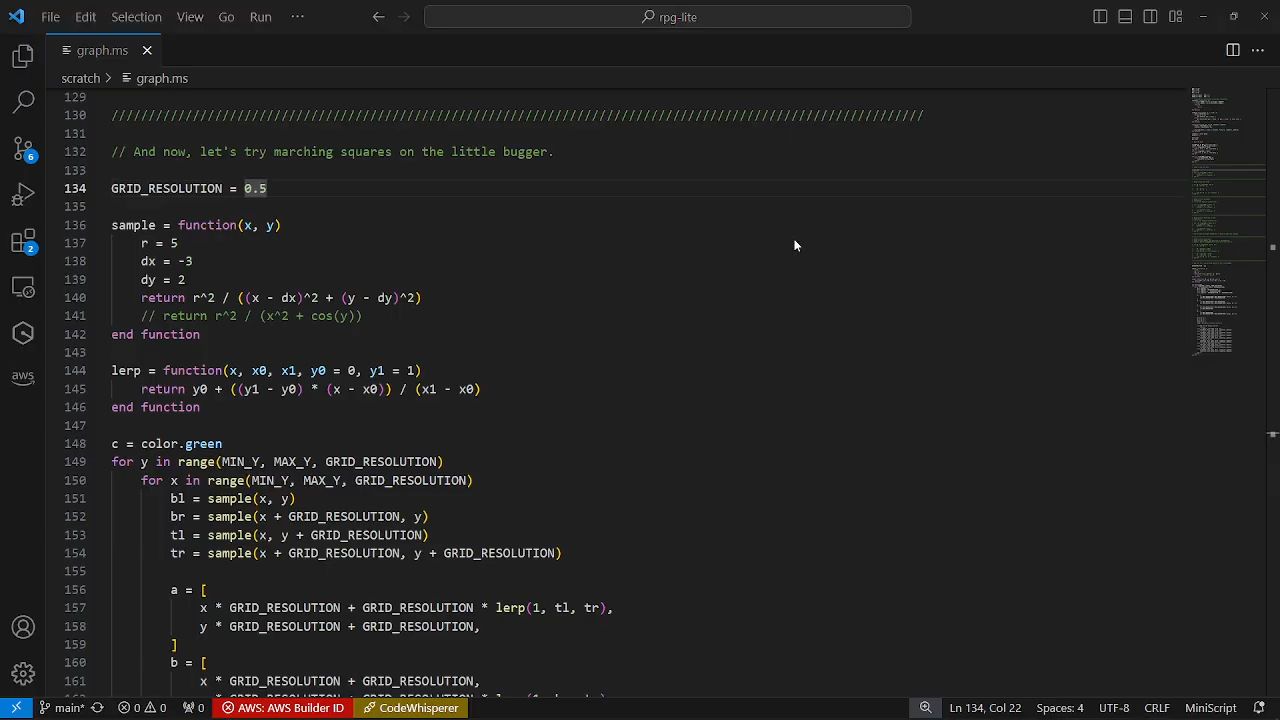 File Edit Selection View Go Run ··· rpg-lite
graph.ms
scratch > graph.ms
129
130 ////////////////////////////////////////////////////////////////////////////////////////////////////////////
131
132 // And now, let's try marching squares on the little bugger.
133
134 GRID_RESOLUTION = 0.5
135
136 sample = function(x, y)
137 r = 5
138 dx = -3
139 dy = 2
140 return r^2 / ((x - dx)^2 + (y - dy)^2)
141 // return r^2 / (x^2 + cos(y))
142 end function
143
144 lerp = function(x, x0, x1, y0 = 0, y1 = 1)
145 return y0 + ((y1 - y0) * (x - x0)) / (x1 - x0)
146 end function
147
148 c = color.green
149 for y in range(MIN_Y, MAX_Y, GRID_RESOLUTION)
150 for x in range(MIN_Y, MAX_Y, GRID_RESOLUTION)
151 bl = sample(x, y)
152 br = sample(x + GRID_RESOLUTION, y)
153 tl = sample(x, y + GRID_RESOLUTION)
154 tr = sample(x + GRID_RESOLUTION, y + GRID_RESOLUTION)
155
156 a = [
157 x * GRID_RESOLUTION + GRID_RESOLUTION * lerp(1, tl, tr),
158 y * GRID_RESOLUTION + GRID_RESOLUTION,
159 ]
160 b = [
161 x * GRID_RESOLUTION + GRID_RESOLUTION,
6
2
aws
main* 0 0 0 AWS: AWS Builder ID CodeWhisperer Ln 134, Col 22 Spaces: 4 UTF-8 CRLF MiniScript